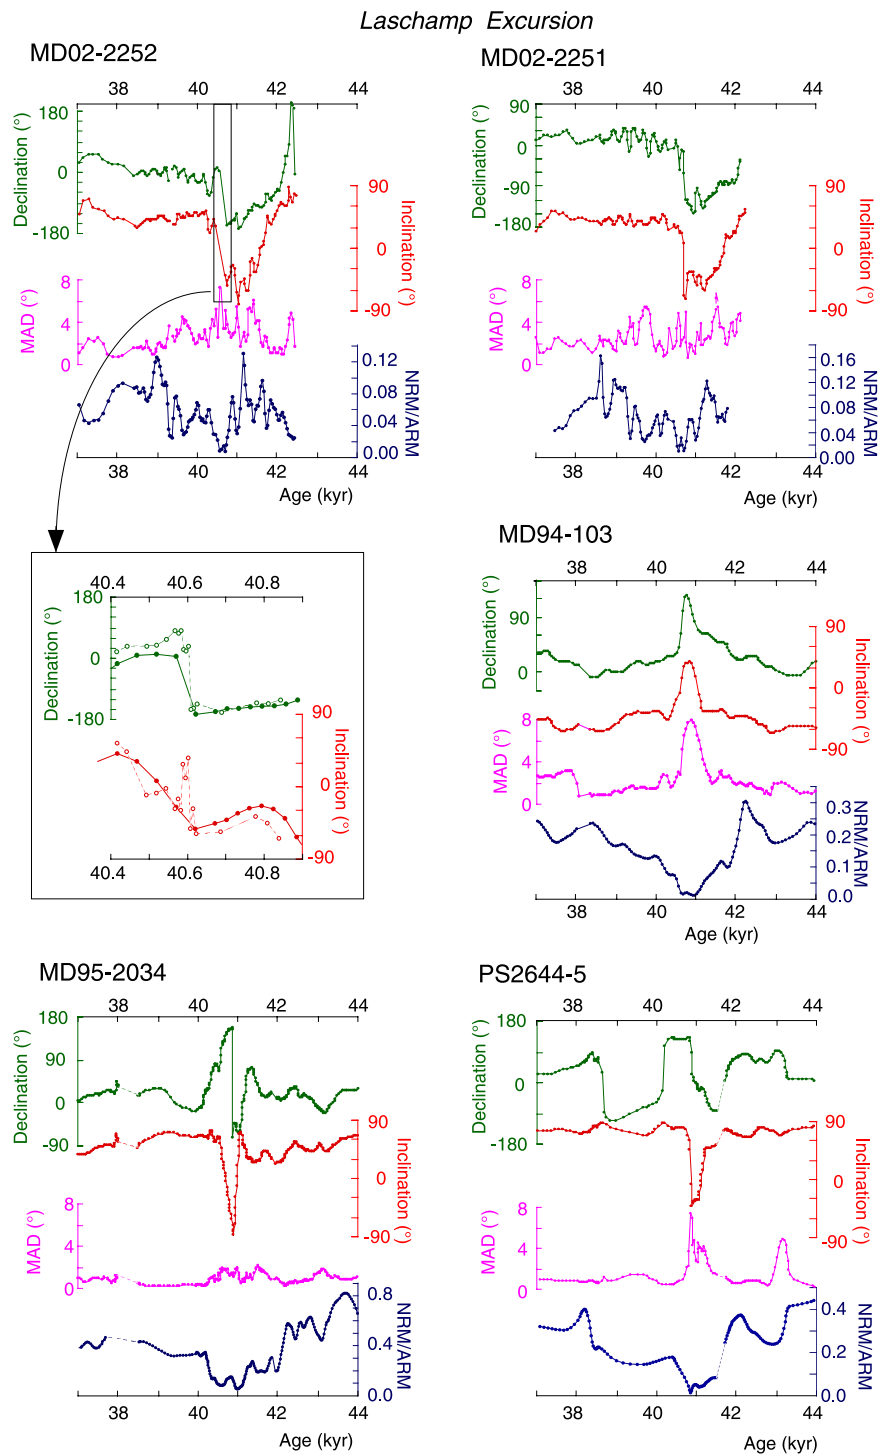 Laschamp Excursion
MD02-2252
38 40 42 44
Declination (°)
180
0
-180
90
0
-90
Inclination (°)
MAD (°)
8
4
0
0.12
0.04
0.00
NRM/ARM
38 40 42 44
Age (kyr)
MD02-2251
38 40 42 44
Declination (°)
90
0
-90
-180
90
0
-90
Inclination (°)
MAD (°)
8
4
0
0.16
0.08
0.04
0.00
NRM/ARM
38 40 42 44
Age (kyr)
40.4 40.6 40.8
Declination (°)
180
0
-180
90
0
-90
Inclination (°)
40.4 40.6 40.8
MD94-103
38 40 42 44
Declination (°)
90
0
90
0
-90
Inclination (°)
MAD (°)
8
4
0
0.3
0.2
0.1
0.0
NRM/ARM
38 40 42 44
Age (kyr)
MD95-2034
38 40 42 44
Declination (°)
180
90
0
-90
90
0
-90
Inclination (°)
MAD (°)
8
4
0
0.8
0.4
0.0
NRM/ARM
38 40 42 44
Age (kyr)
PS2644-5
38 40 42 44
Declination (°)
180
0
-180
90
0
-90
Inclination (°)
MAD (°)
8
4
0
0.4
0.2
0.0
NRM/ARM
38 40 42 44
Age (kyr)